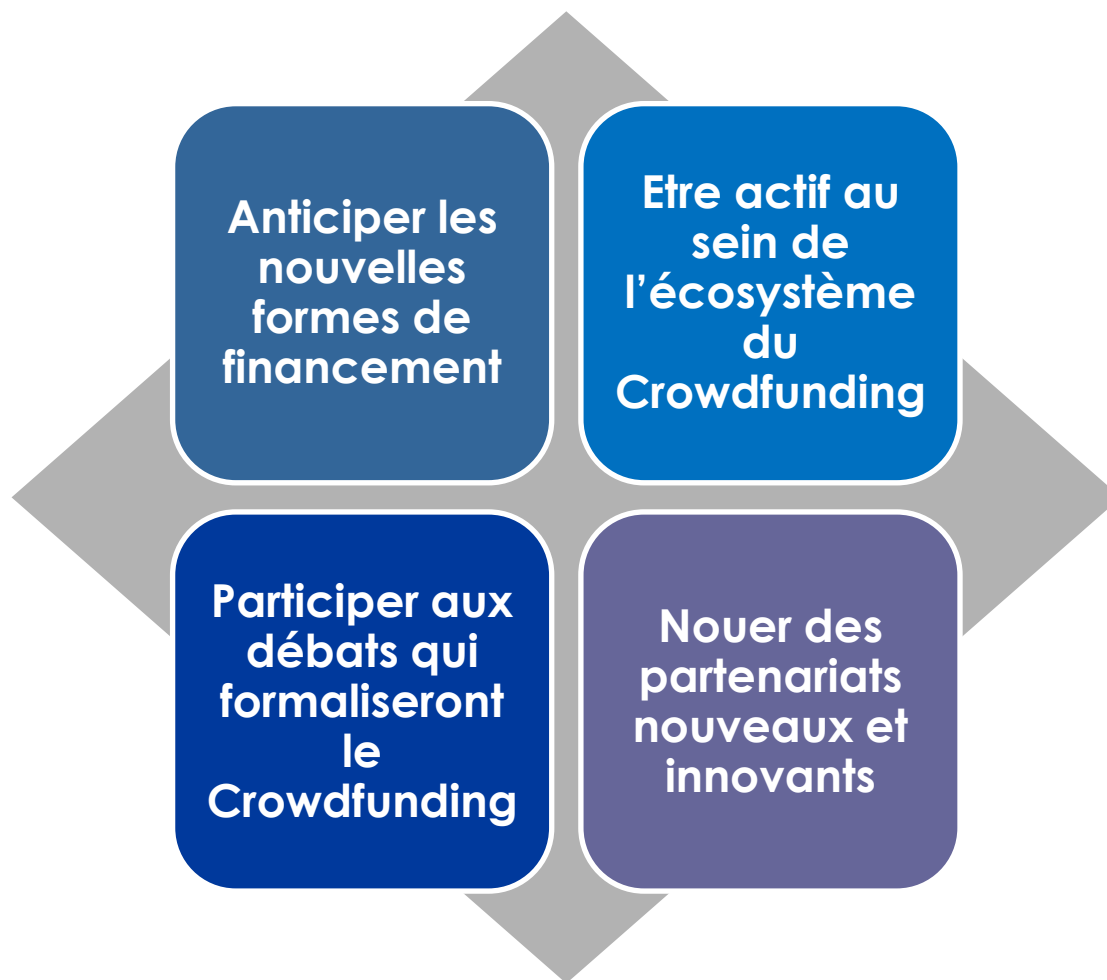 Anticiper les
nouvelles
formes de
financement
Etre actif au
sein de
l’écosystème
du
Crowdfunding
Participer aux
débats qui
formaliseront
le
Crowdfunding
Nouer des
partenariats
nouveaux et
innovants